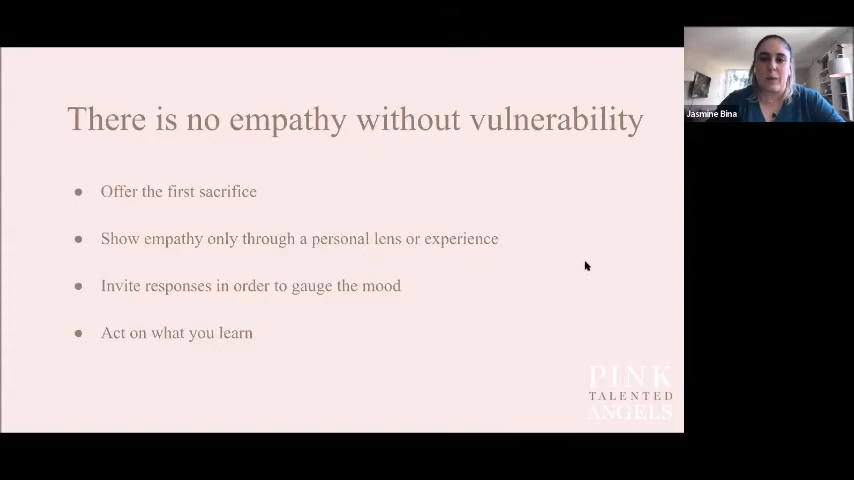 There is no empathy without vulnerability
● Offer the first sacrifice
● Show empathy only through a personal lens or experience
● Invite responses in order to gauge the mood
● Act on what you learn
PINK
TALENTED
ANGELS
Jasmine Bina